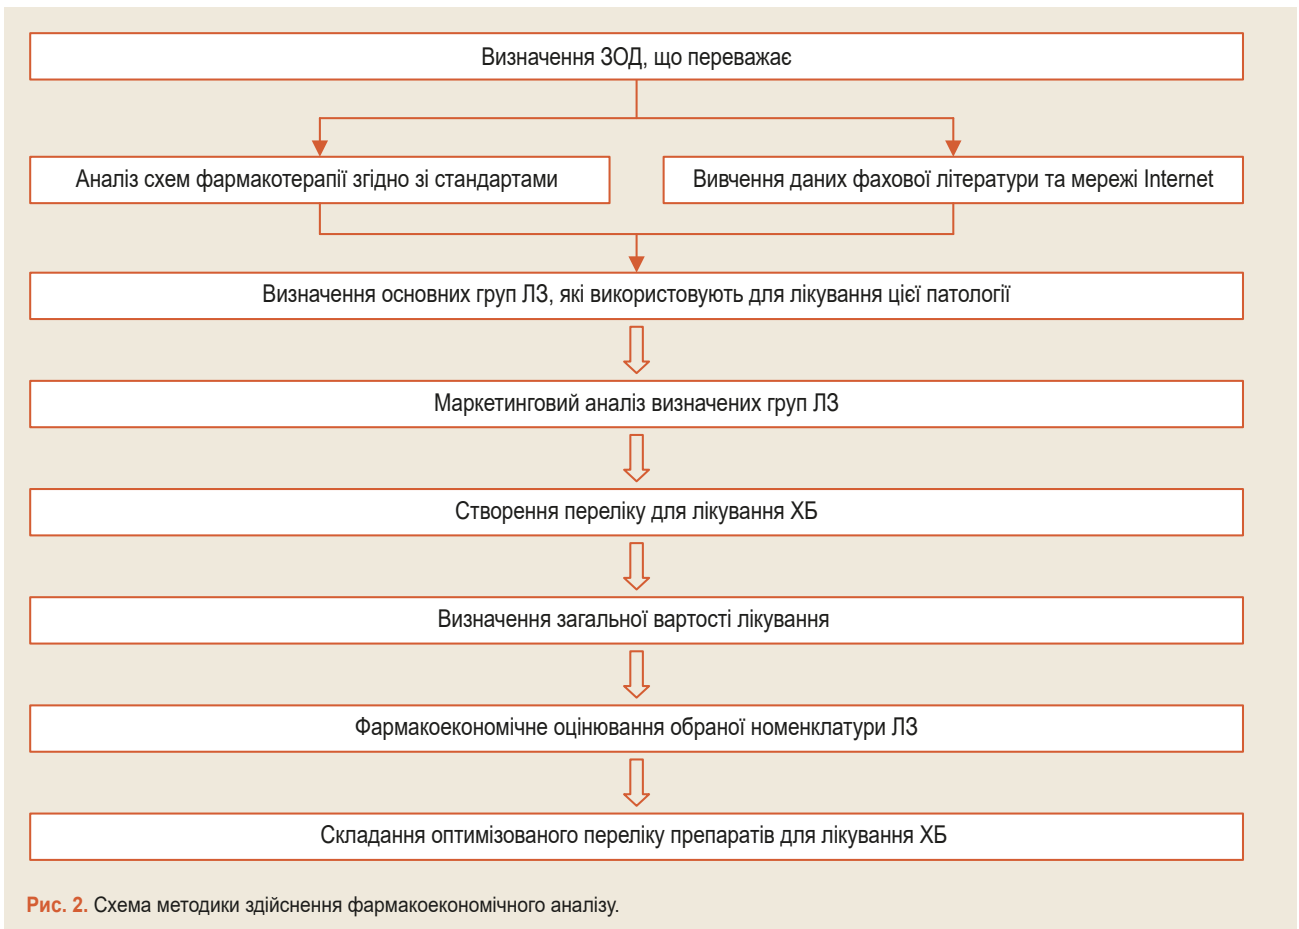 Визначення ЗОД, що переважає
Аналіз схем фармакотерапії згідно зі стандартами
Вивчення даних фахової літератури та мережі Internet
Визначення основних груп ЛЗ, які використовують для лікування цієї патології
Маркетинговий аналіз визначених груп ЛЗ
Створення переліку для лікування ХБ
Визначення загальної вартості лікування
Фармакоекономічне оцінювання обраної номенклатури ЛЗ
Складання оптимізованого переліку препаратів для лікування ХБ
Рис. 2. Схема методики здійснення фармакоекономічного аналізу.